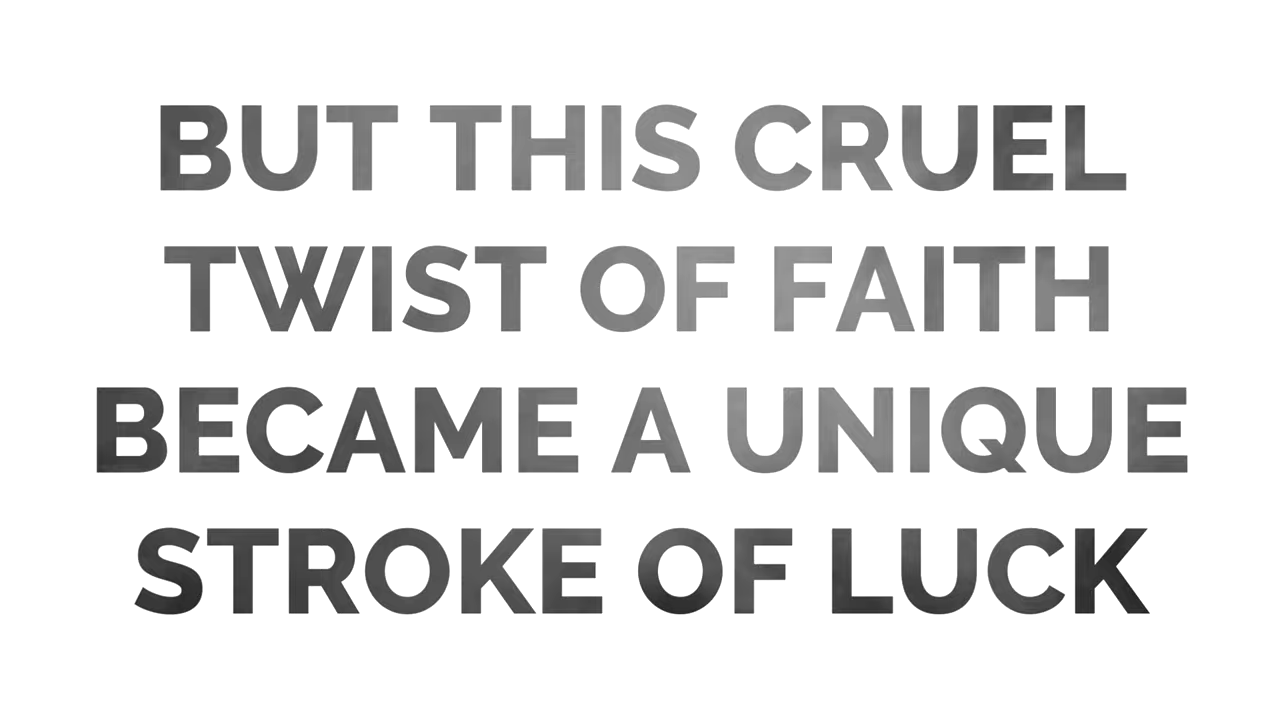 BUT THIS CRUEL
TWIST OF FAITH
BECAME A UNIQUE
STROKE OF LUCK